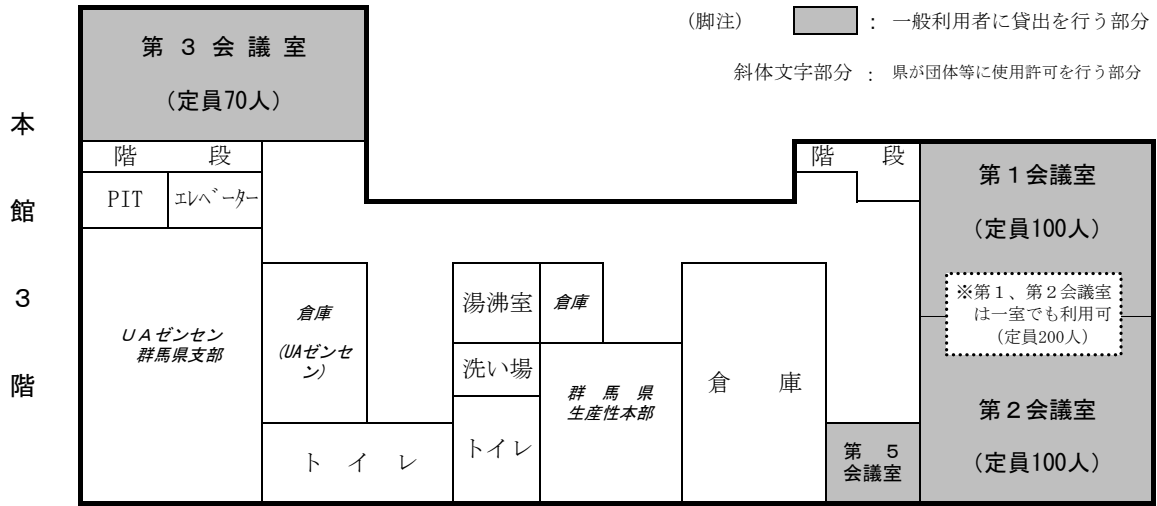 (脚注) : 一般利用者に貸出を行う部分
斜体文字部分 : 県が団体等に使用許可を行う部分
本館3階
第 3 会 議 室
(定員70人)
階 段
PIT
エレベーター
UAゼンセン
群馬県支部
倉庫
(UAゼンセ
ン)
ト イ レ
湯沸室
洗い場
トイレ
倉庫
群 馬 県
生産性本部
倉 庫
階 段
第 5
会議室
第1会議室
(定員100人)
※第1、第2会議室
は一室でも利用可
(定員200人)
第2会議室
(定員100人)